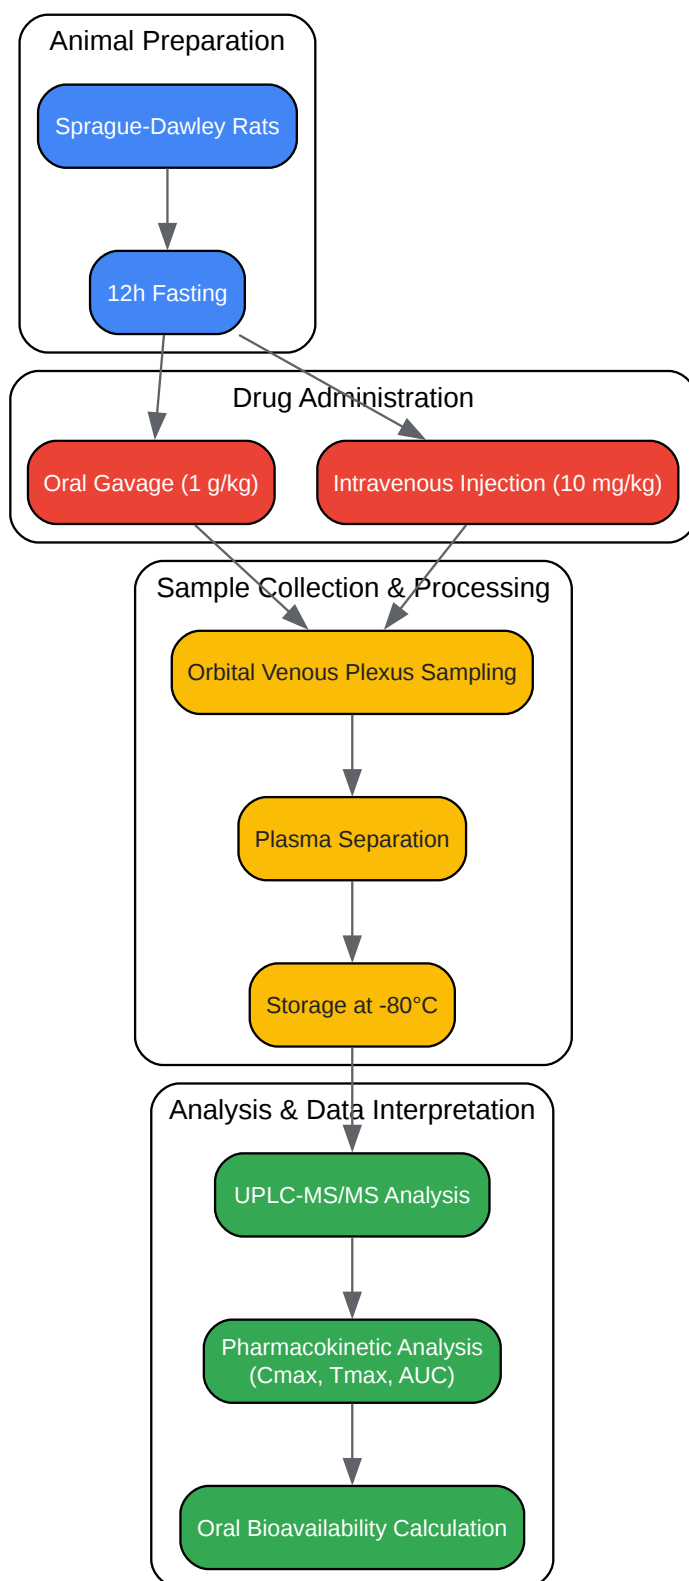 Animal Preparation
Sprague-Dawley Rats
12h Fasting
Drug Administration
Oral Gavage (1 g/kg)
Intravenous Injection (10 mg/kg)
Sample Collection & Processing
Orbital Venous Plexus Sampling
Plasma Separation
Storage at -80°C
Analysis & Data Interpretation
UPLC-MS/MS Analysis
Pharmacokinetic Analysis
(Cmax, Tmax, AUC)
Oral Bioavailability Calculation